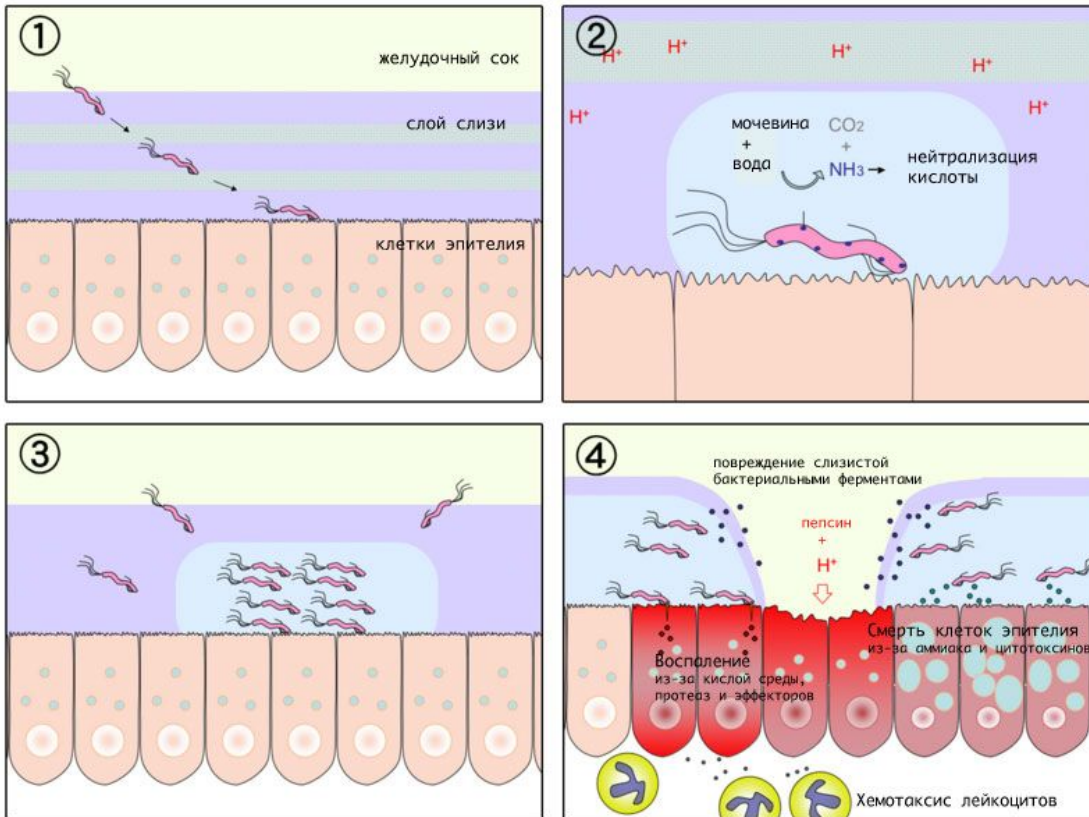 ①
желудочный сок
слой слизи
клетки эпителия
②
H⁺
H⁺
H⁺
H⁺
H⁺
H⁺
мочевина
+
вода
CO₂
+
NH₃
нейтрализация
кислоты
③
④
повреждение слизистой
бактериальными ферментами
пепсин
+
H⁺
Воспаление
из-за кислой среды,
протеаз и эффекторов
Смерть клеток эпителия
из-за аммиака и цитотоксинов
Хемотаксис лейкоцитов